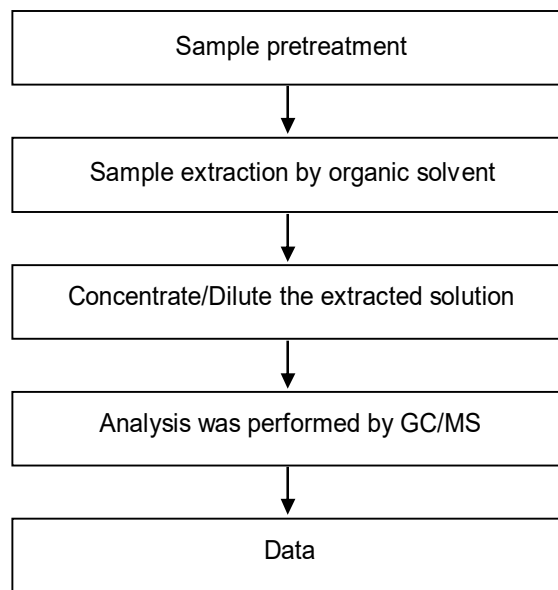 Sample pretreatment
Sample extraction by organic solvent
Concentrate/Dilute the extracted solution
Analysis was performed by GC/MS
Data